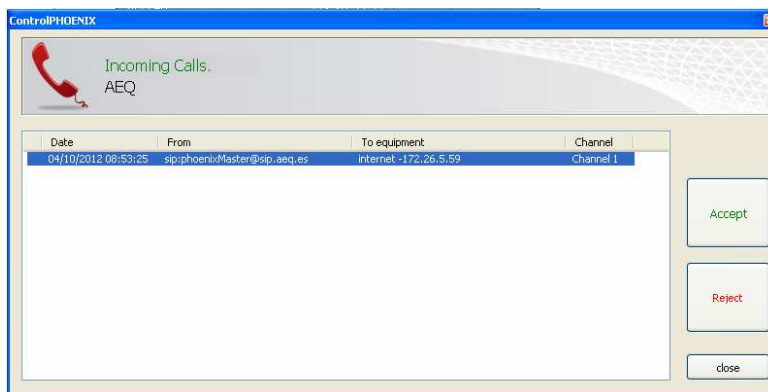 ControlPHOENIX
Incoming Calls.
AEQ
Date From To equipment Channel
04/10/2012 08:53:25 sip:phoenixMaster@sip.aeq.es internet -172.26.5.59 Channel 1
Accept
Reject
close